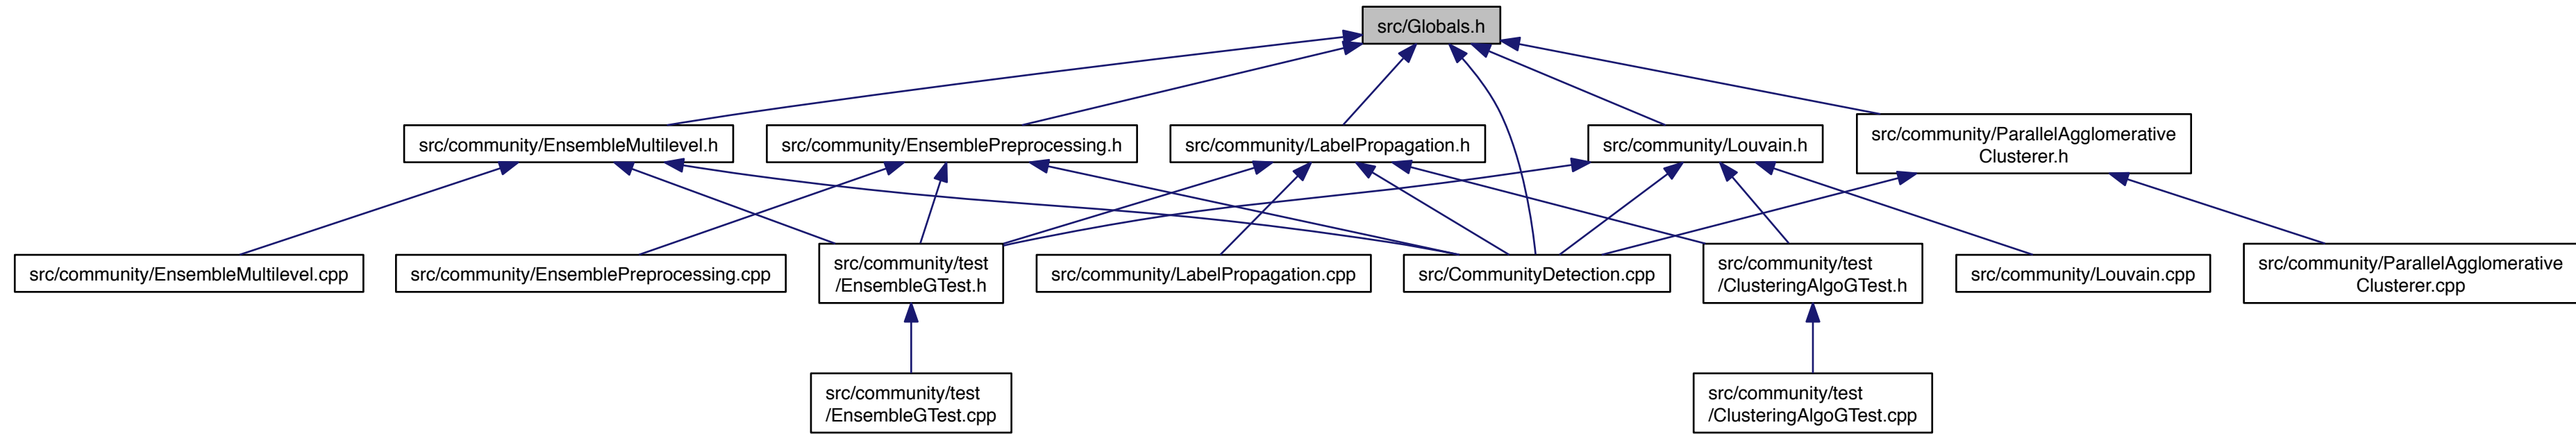 src/Globals.h
src/community/EnsembleMultilevel.h
src/community/EnsemblePreprocessing.h
src/community/LabelPropagation.h
src/community/Louvain.h
src/community/ParallelAgglomerative
Clusterer.h
src/community/EnsembleMultilevel.cpp
src/community/EnsemblePreprocessing.cpp
src/community/test
/EnsembleGTest.h
src/community/LabelPropagation.cpp
src/CommunityDetection.cpp
src/community/test
/ClusteringAlgoGTest.h
src/community/Louvain.cpp
src/community/ParallelAgglomerative
Clusterer.cpp
src/community/test
/EnsembleGTest.cpp
src/community/test
/ClusteringAlgoGTest.cpp